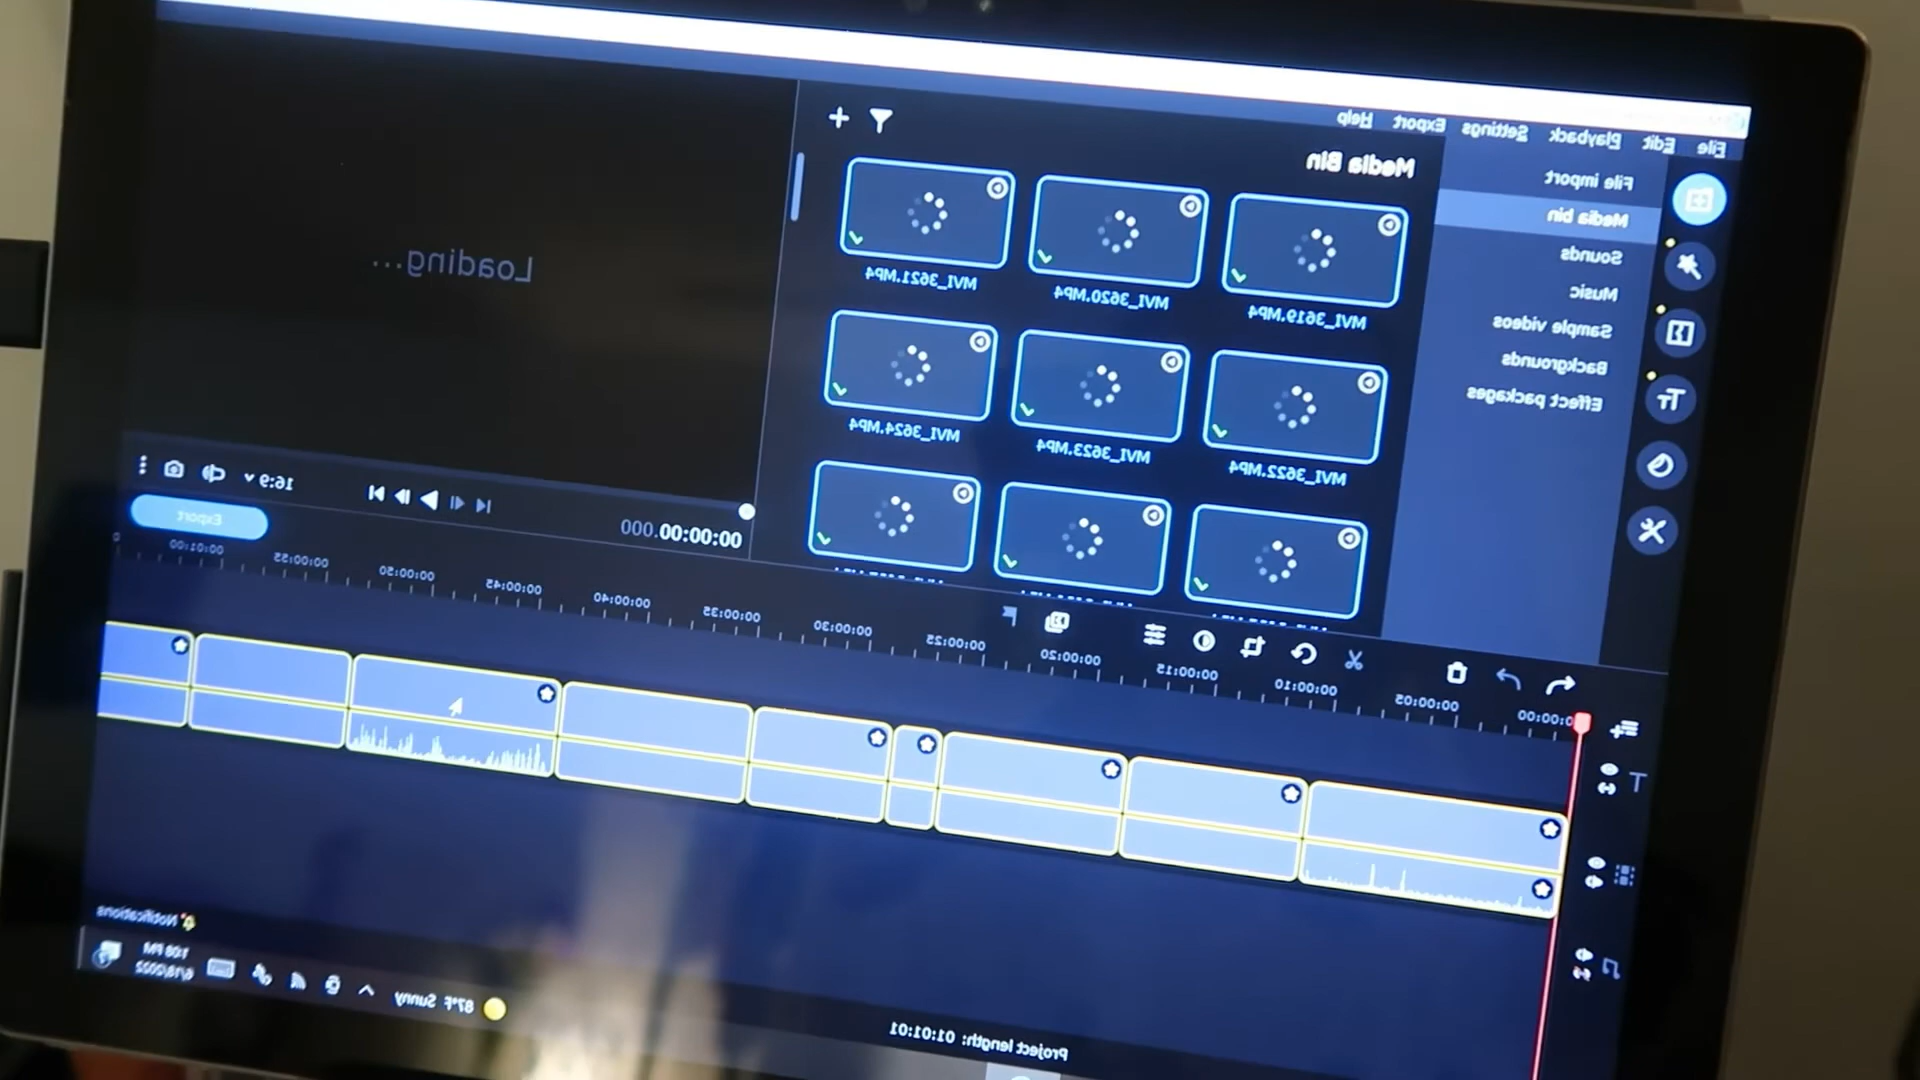 File Edit Playback Settings Export Help
File import
Media bin
Sounds
Music
Sample videos
Backgrounds
Effect packages
Media Bin
MVI_3619.MP4 MVI_3620.MP4 MVI_3621.MP4
MVI_3622.MP4 MVI_3623.MP4 MVI_3624.MP4
Loading...
00:00:00.000
16:9
Export
00:00:00 00:00:05 00:00:10 00:00:15 00:00:20 00:00:25 00:00:30 00:00:35 00:00:40 00:00:45 00:00:50 00:00:55 00:01:00
Project length: 01:01:01
Notifications
87°F Sunny
1:08 PM
6/18/2022